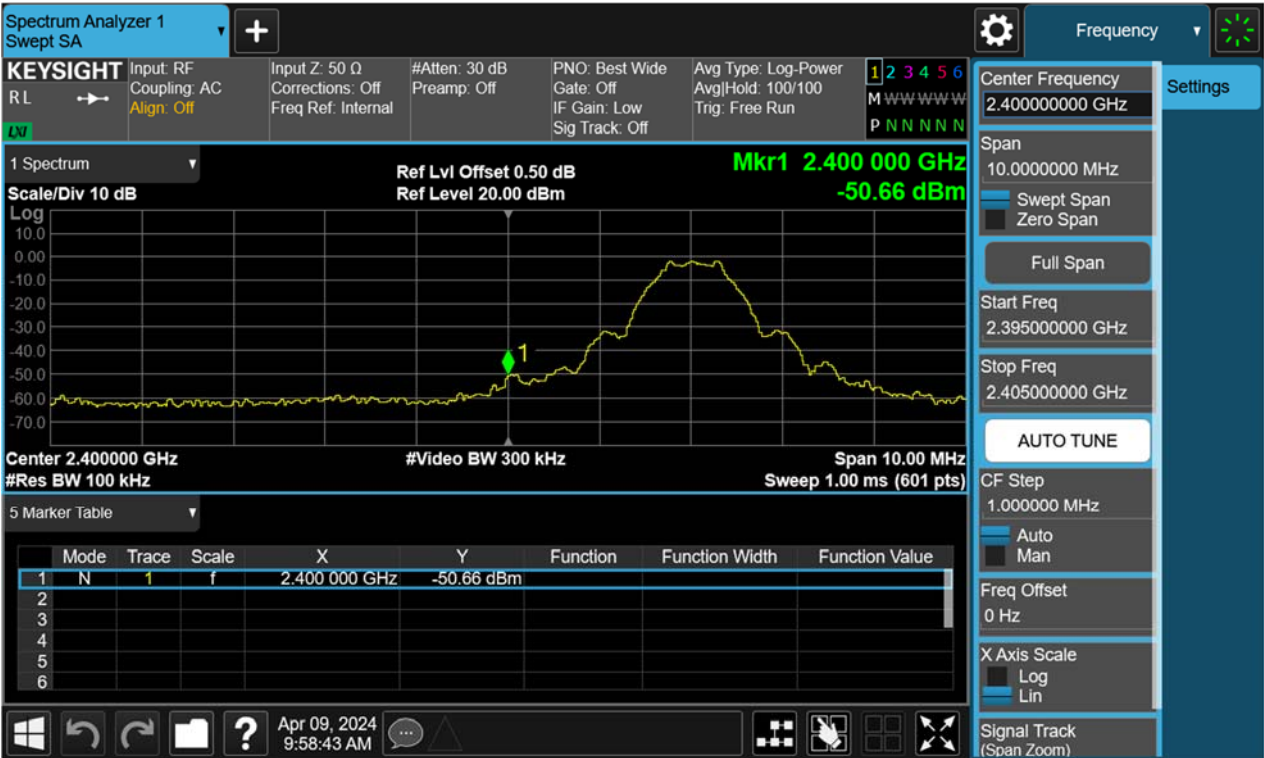 Spectrum Analyzer 1
Swept SA
+
Frequency
KEYSIGHT
R L
LXI
Input: RF
Coupling: AC
Align: Off
Input Z: 50 Ω
Corrections: Off
Freq Ref: Internal
#Atten: 30 dB
Preamp: Off
PNO: Best Wide
Gate: Off
IF Gain: Low
Sig Track: Off
Avg Type: Log-Power
Avg|Hold: 100/100
Trig: Free Run
1 2 3 4 5 6
M W W W W W W
P N N N N N
1 Spectrum
Scale/Div 10 dB
Ref Lvl Offset 0.50 dB
Ref Level 20.00 dBm
Mkr1 2.400 000 GHz
-50.66 dBm
Log
10.0
0.00
-10.0
-20.0
-30.0
-40.0
-50.0
-60.0
-70.0
1
Center 2.400000 GHz
#Res BW 100 kHz
#Video BW 300 kHz
Span 10.00 MHz
Sweep 1.00 ms (601 pts)
5 Marker Table
Mode Trace Scale X Y Function Function Width Function Value
1 N 1 f 2.400 000 GHz -50.66 dBm
2
3
4
5
6
?
Apr 09, 2024
9:58:43 AM
Center Frequency
2.400000000 GHz
Settings
Span
10.0000000 MHz
Swept Span
Zero Span
Full Span
Start Freq
2.395000000 GHz
Stop Freq
2.405000000 GHz
AUTO TUNE
CF Step
1.000000 MHz
Auto
Man
Freq Offset
0 Hz
X Axis Scale
Log
Lin
Signal Track
(Span Zoom)